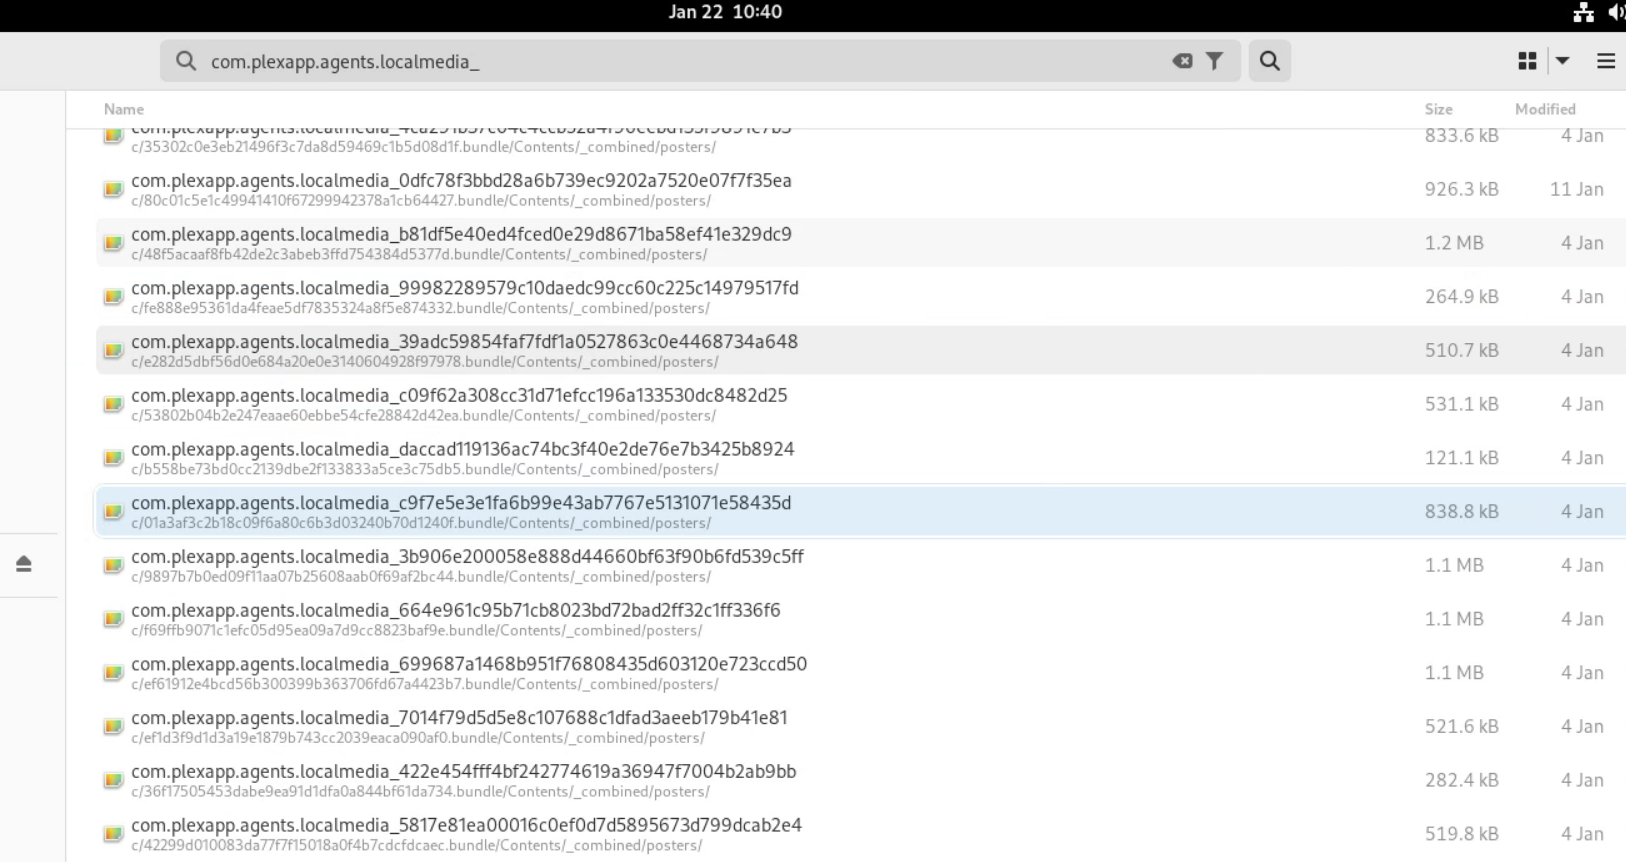 Jan 22 10:40
com.plexapp.agents.localmedia_
Name Size Modified
833.6 kB 4 Jan
c/35302c0e3eb21496f3c7da8d59469c1b5d08d1f.bundle/Contents/_combined/posters/
com.plexapp.agents.localmedia_0dfc78f3bbd28a6b739ec9202a7520e07f7f35ea
926.3 kB 11 Jan
c/80c01c5e1c49941410f67299942378a1cb64427.bundle/Contents/_combined/posters/
com.plexapp.agents.localmedia_b81df5e40ed4fced0e29d8671ba58ef41e329dc9
1.2 MB 4 Jan
c/48f5acaaf8fb42de2c3abeb3ffd754384d5377d.bundle/Contents/_combined/posters/
com.plexapp.agents.localmedia_99982289579c10daedc99cc60c225c14979517fd
264.9 kB 4 Jan
c/fe888e95361da4feae5df7835324a8f5e874332.bundle/Contents/_combined/posters/
com.plexapp.agents.localmedia_39adc59854faf7fdf1a0527863c0e4468734a648
510.7 kB 4 Jan
c/e282d5dbf56d0e684a20e0e3140604928f97978.bundle/Contents/_combined/posters/
com.plexapp.agents.localmedia_c09f62a308cc31d71efcc196a133530dc8482d25
531.1 kB 4 Jan
c/53802b04b2e247eaae60ebbe54cfe28842d42ea.bundle/Contents/_combined/posters/
com.plexapp.agents.localmedia_daccad119136ac74bc3f40e2de76e7b3425b8924
121.1 kB 4 Jan
c/b558be73bd0cc2139dbe2f133833a5ce3c75db5.bundle/Contents/_combined/posters/
com.plexapp.agents.localmedia_c9f7e5e3e1fa6b99e43ab7767e5131071e58435d
838.8 kB 4 Jan
c/01a3af3c2b18c09f6a80c6b3d03240b70d1240f.bundle/Contents/_combined/posters/
com.plexapp.agents.localmedia_3b906e200058e888d44660bf63f90b6fd539c5ff
1.1 MB 4 Jan
c/9897b7b0ed09f11aa07b25608aab0f69af2bc44.bundle/Contents/_combined/posters/
com.plexapp.agents.localmedia_664e961c95b71cb8023bd72bad2ff32c1ff336f6
1.1 MB 4 Jan
c/f69ffb9071c1efc05d95ea09a7d9cc8823baf9e.bundle/Contents/_combined/posters/
com.plexapp.agents.localmedia_699687a1468b951f76808435d603120e723ccd50
1.1 MB 4 Jan
c/ef61912e4bcd56b300399b363706fd67a4423b7.bundle/Contents/_combined/posters/
com.plexapp.agents.localmedia_7014f79d5d5e8c107688c1dfad3aeeb179b41e81
521.6 kB 4 Jan
c/ef1d3f9d1d3a19e1879b743cc2039eaca090af0.bundle/Contents/_combined/posters/
com.plexapp.agents.localmedia_422e454fff4bf242774619a36947f7004b2ab9bb
282.4 kB 4 Jan
c/36f17505453dabe9ea91d1dfa0a844bf61da734.bundle/Contents/_combined/posters/
com.plexapp.agents.localmedia_5817e81ea00016c0ef0d7d5895673d799dcab2e4
519.8 kB 4 Jan
c/42299d010083da77f7f15018a0f4b7cdcfdcaec.bundle/Contents/_combined/posters/